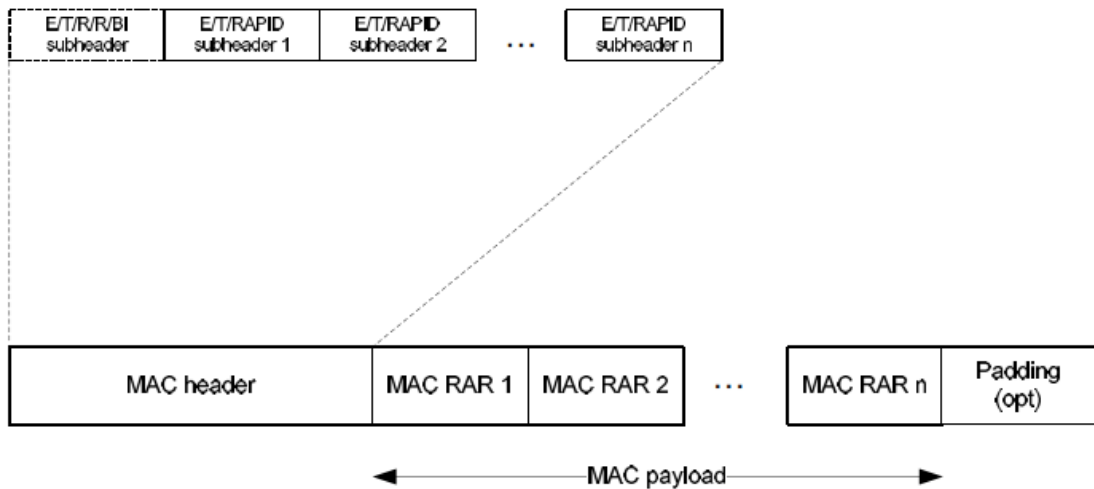 E/T/R/R/BI subheader
E/T/RAPID subheader 1
E/T/RAPID subheader 2
...
E/T/RAPID subheader n
MAC header
MAC RAR 1
MAC RAR 2
...
MAC RAR n
Padding (opt)
MAC payload